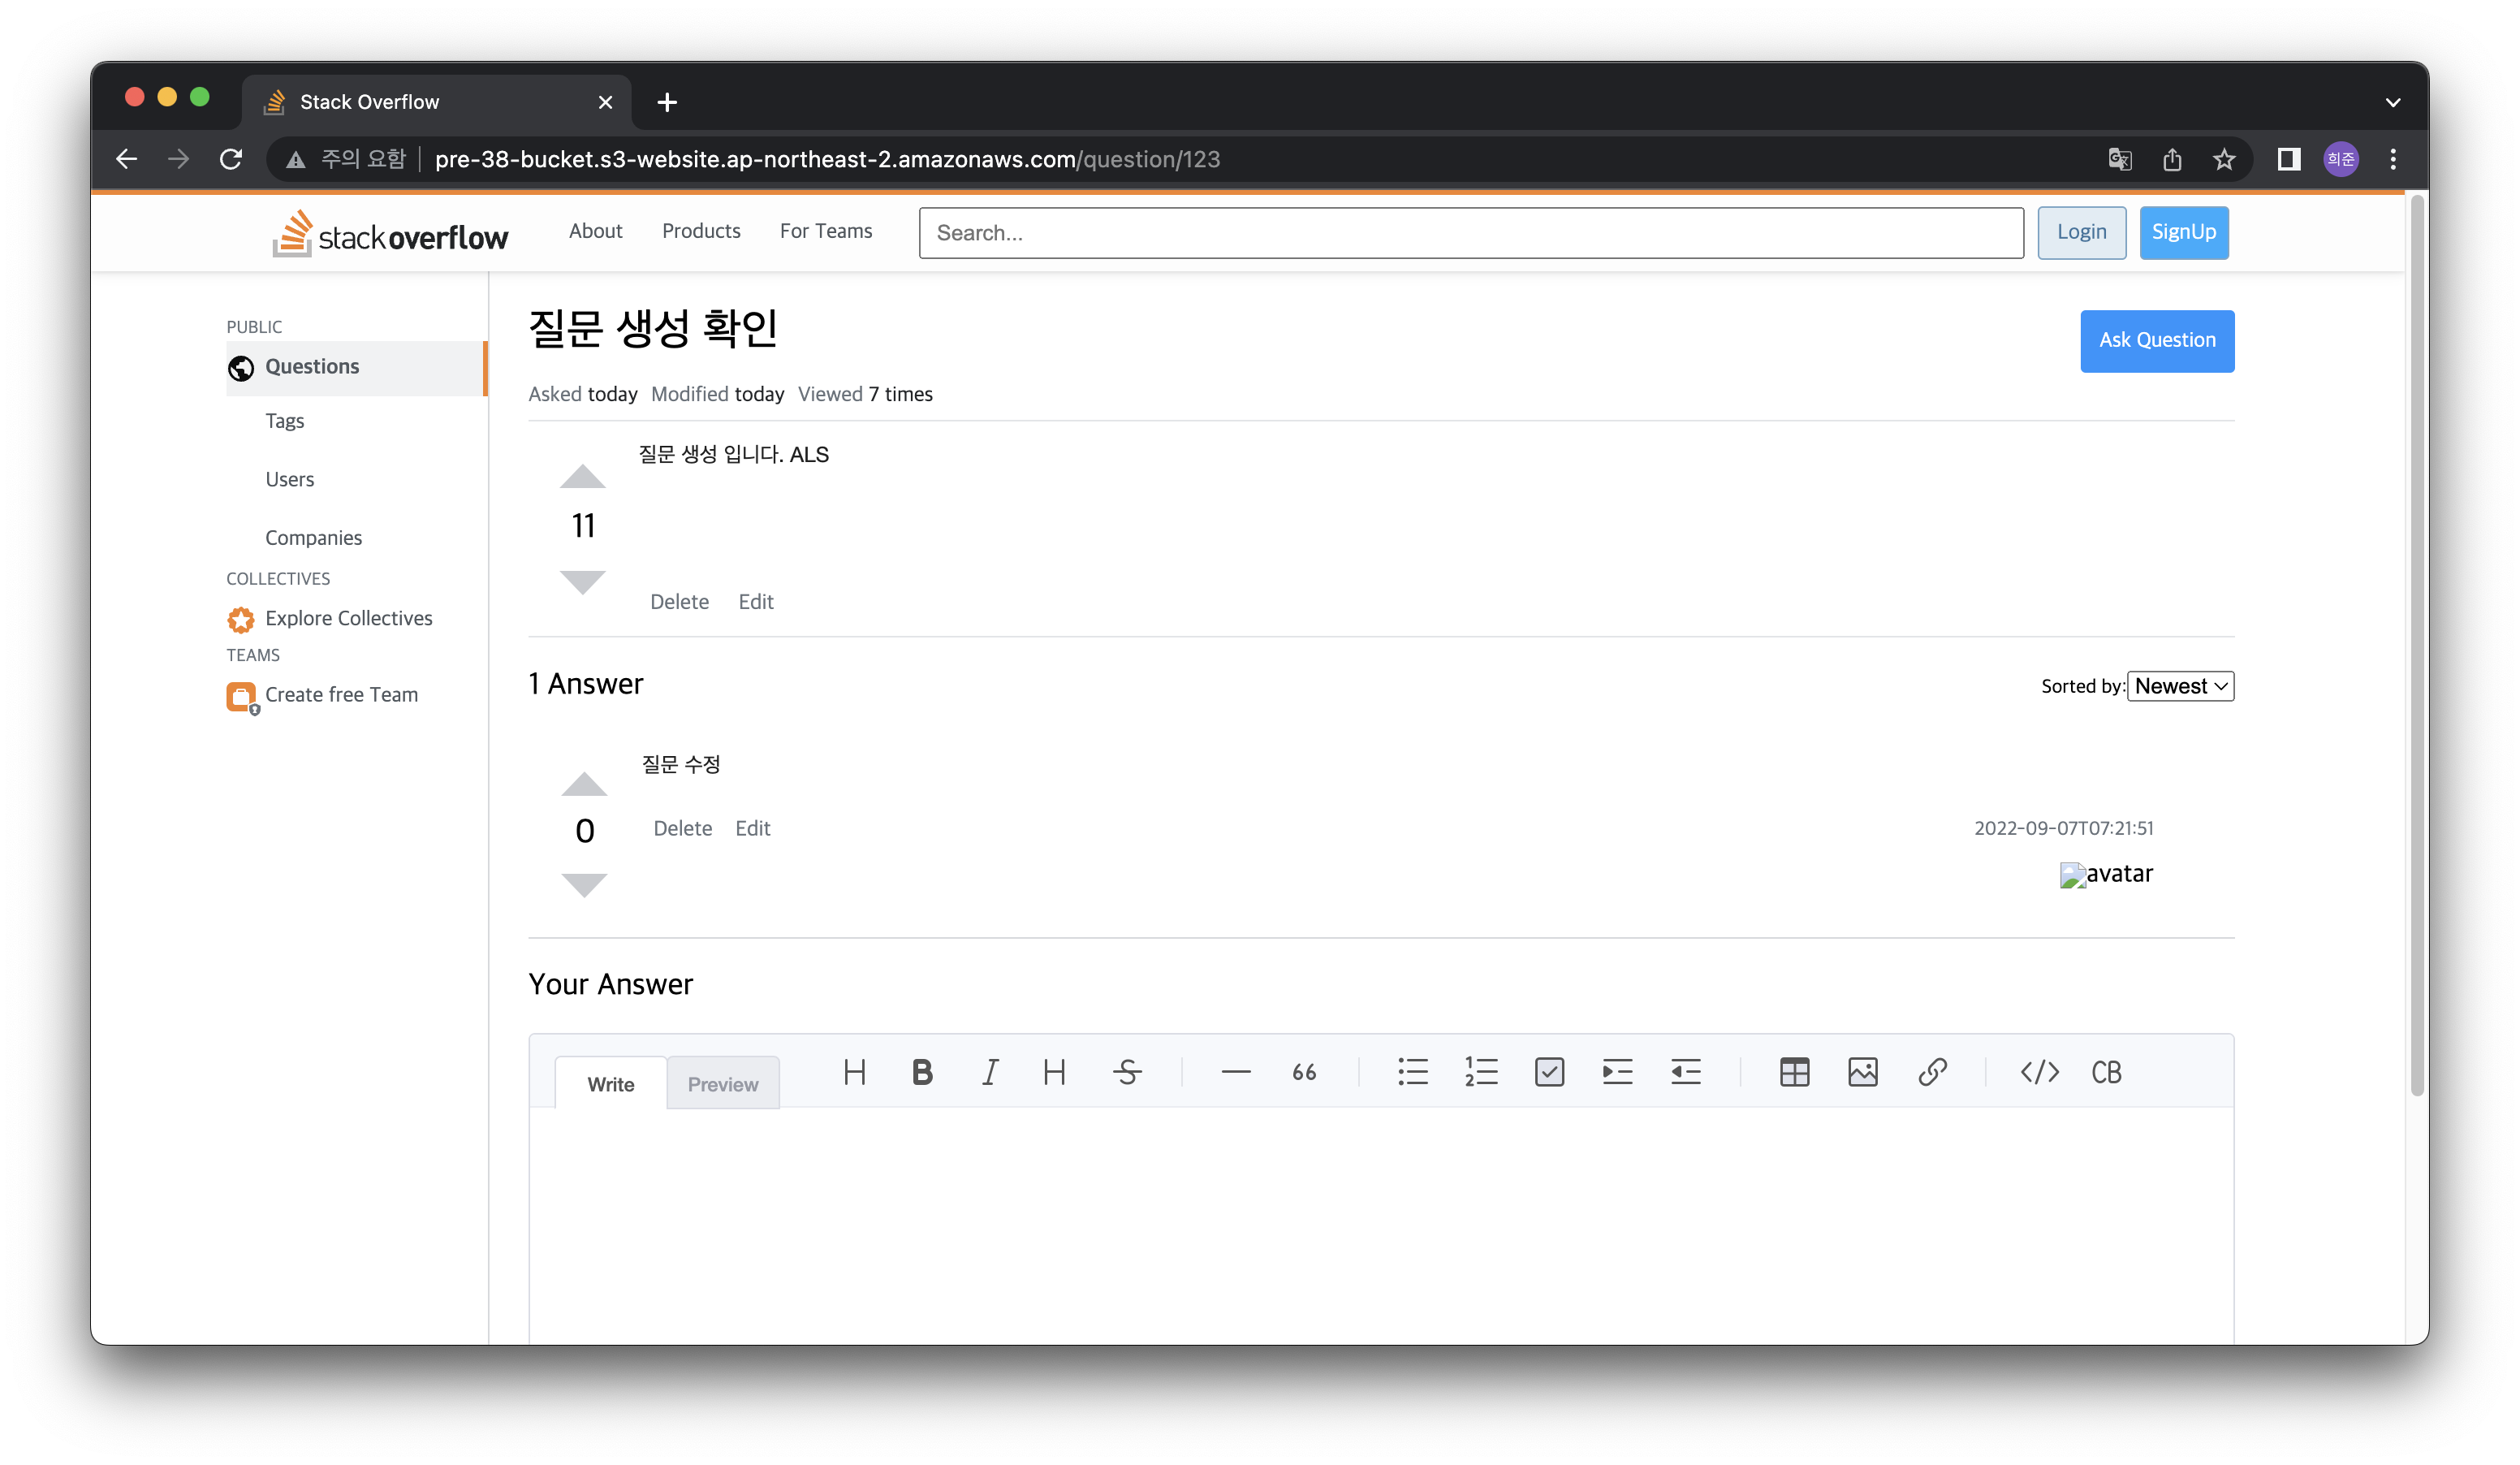 Stack Overflow
주의 요함 pre-38-bucket.s3-website.ap-northeast-2.amazonaws.com/question/123
희준
stackoverflow About Products For Teams Search... Login SignUp
PUBLIC
Questions
Tags
Users
Companies
COLLECTIVES
Explore Collectives
TEAMS
Create free Team
질문 생성 확인
Ask Question
Asked today Modified today Viewed 7 times
질문 생성 입니다. ALS
11
Delete Edit
1 Answer
Sorted by: Newest
질문 수정
0
Delete Edit
2022-09-07T07:21:51
avatar
Your Answer
Write Preview H B I H S 66 </> CB